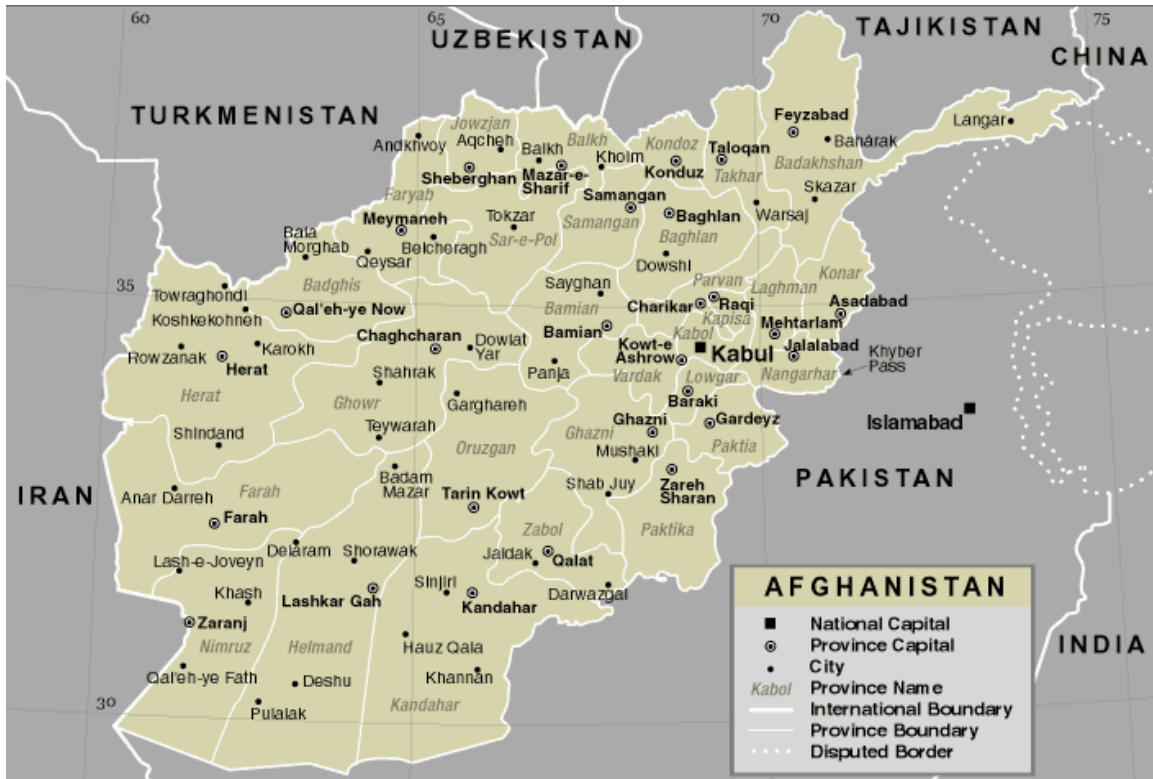 60
65
70
75
UZBEKISTAN
TAJIKISTAN
CHINA
TURKMENISTAN
Feyzabad
Langar
Jowzjan
Balkh
Andkhvoy
Aqcheh
Balkh
Kondoz
Taloqan
Baharak
Kholm
Badakhshan
Sheberghan
Mazar-e-
Sharif
Konduz
Takhar
Faryab
Samangan
Skazar
Meymaneh
Tokzar
Samangan
Baghlan
Warsaj
Bala
Morghab
Belcheragh
Sar-e-Pol
Baghlan
Qeysar
Dowshi
35
Badghis
Sayghan
Parvan
Laghman
Konar
Towraghondi
Koshkekohneh
Qal'eh-ye Now
Bamian
Charikar
Raqi
Asadabad
Kapisa
Chaghcharan
Dowlat
Yar
Bamian
Kabol
Mehtarlam
Rowzanak
Karokh
Kowt-e
Ashrow
Kabul
Jalalabad
Khyber
Pass
Herat
Panja
Vardak
Lowgar
Nangarhar
Shahrak
Herat
Ghowr
Garghareh
Baraki
Ghazni
Gardeyz
Islamabad
Shindand
Teywarah
Oruzgan
Ghazni
Paktia
Mushaki
IRAN
Anar Darreh
Farah
Badam
Mazar
Tarin Kowt
Shab Juy
Zareh
Sharan
PAKISTAN
Farah
Zabol
Paktika
Delaram
Shorawak
Jaldak
Qalat
Lash-e-Joveyn
Sinjiri
Khash
Lashkar Gah
Kandahar
Darwazgai
Zaranj
Nimruz
Helmand
Hauz Qala
Qal'eh-ye Fath
Deshu
Khannan
Pulalak
Kandahar
30
INDIA
AFGHANISTAN
National Capital
Province Capital
City
Kabol
Province Name
International Boundary
Province Boundary
Disputed Border